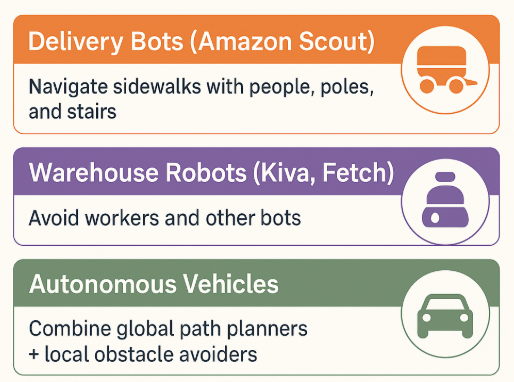 Delivery Bots (Amazon Scout)
Navigate sidewalks with people, poles,
and stairs
Warehouse Robots (Kiva, Fetch)
Avoid workers and other bots
Autonomous Vehicles
Combine global path planners
+ local obstacle avoiders